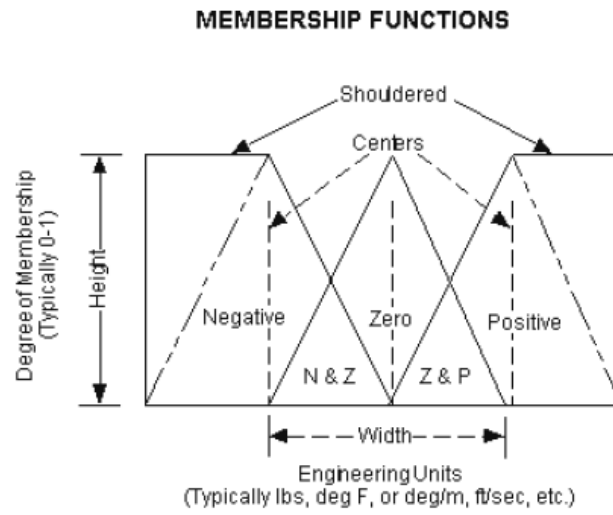 MEMBERSHIP FUNCTIONS
Shouldered
Centers
Degree of Membership
(Typically 0-1)
Height
Negative
Zero
Positive
N & Z
Z & P
Width
Engineering Units
(Typically lbs, deg F, or deg/m, ft/sec, etc.)